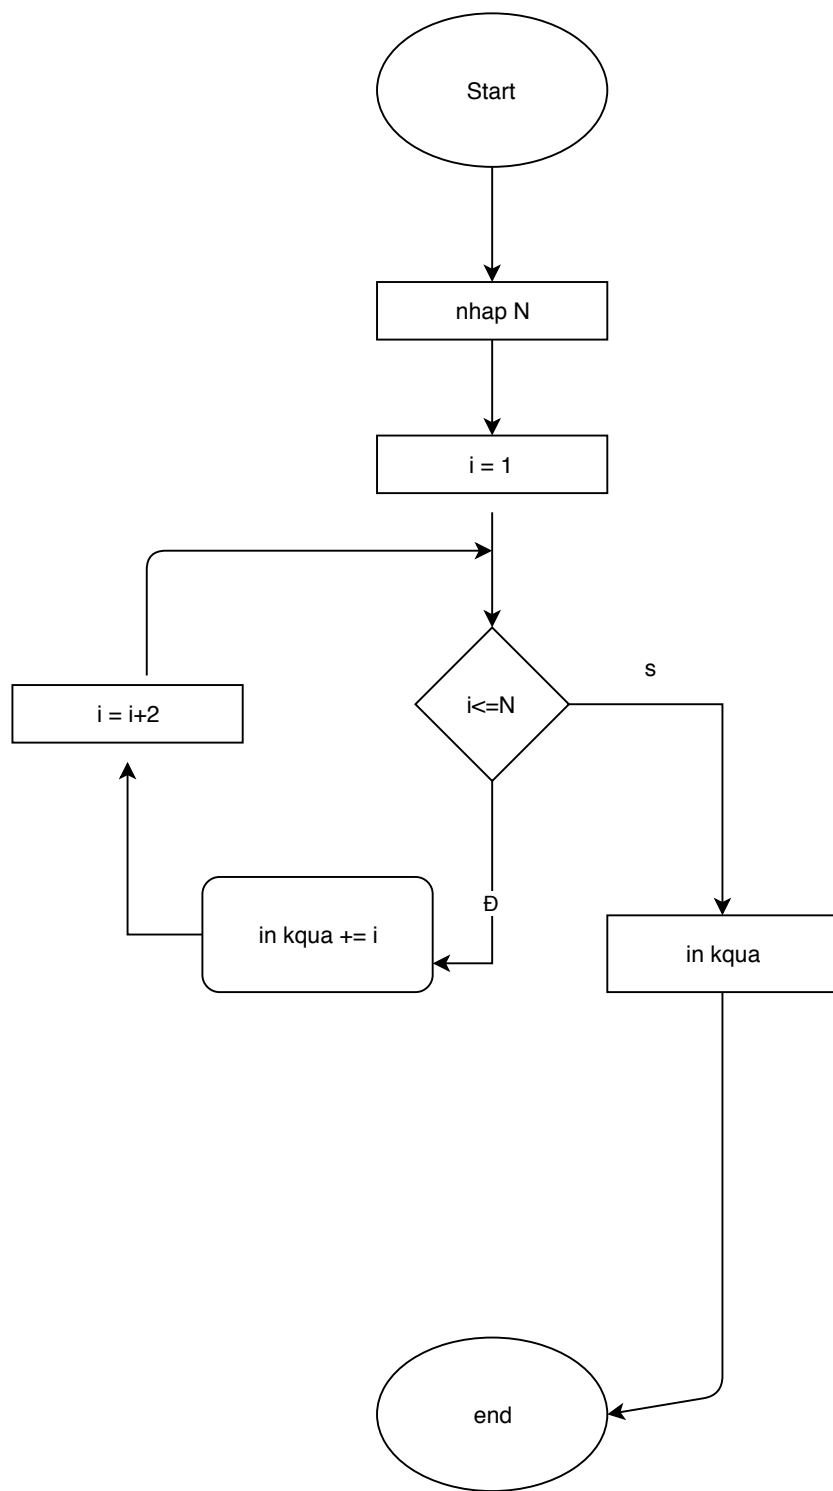 Start
nhap N
i = 1
i<=N
s
i = i+2
Đ
in kqua += i
in kqua
end